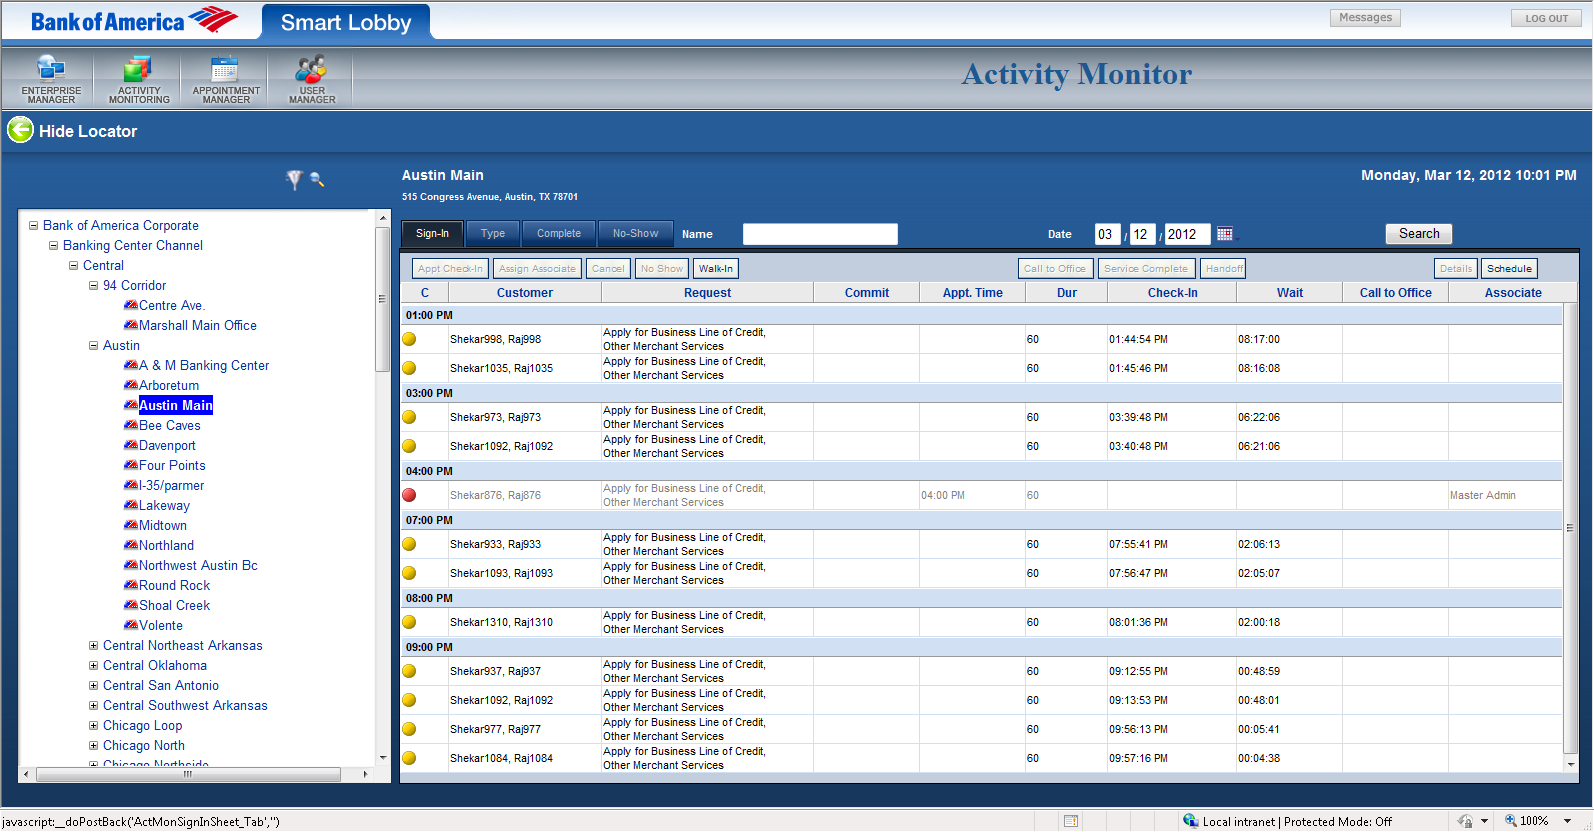 Bank of America
Smart Lobby
Messages
LOG OUT
ENTERPRISE MANAGER
ACTIVITY MONITORING
APPOINTMENT MANAGER
USER MANAGER
Activity Monitor
Hide Locator
Austin Main
Monday, Mar 12, 2012 10:01 PM
515 Congress Avenue, Austin, TX 78701
Bank of America Corporate
Banking Center Channel
Central
94 Corridor
Centre Ave.
Marshall Main Office
Austin
A & M Banking Center
Arboretum
Austin Main
Bee Caves
Davenport
Four Points
I-35/parmer
Lakeway
Midtown
Northland
Northwest Austin Bc
Round Rock
Shoal Creek
Volente
Central Northeast Arkansas
Central Oklahoma
Central San Antonio
Central Southwest Arkansas
Chicago Loop
Chicago North
Chicago Northside
Sign-In Type Complete No-Show Name Date 03 / 12 / 2012 Search
Appt Check-In Assign Associate Cancel No Show Walk-In Call to Office Service Complete Handoff Details Schedule
C Customer Request Commit Appt. Time Dur Check-In Wait Call to Office Associate
01:00 PM
Shekar998, Raj998 Apply for Business Line of Credit, 60 01:44:54 PM 08:17:00
Other Merchant Services
Shekar1035, Raj1035 Apply for Business Line of Credit, 60 01:45:46 PM 08:16:08
Other Merchant Services
03:00 PM
Shekar973, Raj973 Apply for Business Line of Credit, 60 03:39:48 PM 06:22:06
Other Merchant Services
Shekar1092, Raj1092 Apply for Business Line of Credit, 60 03:40:48 PM 06:21:06
Other Merchant Services
04:00 PM
Shekar876, Raj876 Apply for Business Line of Credit, 04:00 PM 60 Master Admin
Other Merchant Services
07:00 PM
Shekar933, Raj933 Apply for Business Line of Credit, 60 07:55:41 PM 02:06:13
Other Merchant Services
Shekar1093, Raj1093 Apply for Business Line of Credit, 60 07:56:47 PM 02:05:07
Other Merchant Services
08:00 PM
Shekar1310, Raj1310 Apply for Business Line of Credit, 60 08:01:36 PM 02:00:18
Other Merchant Services
09:00 PM
Shekar937, Raj937 Apply for Business Line of Credit, 60 09:12:55 PM 00:48:59
Other Merchant Services
Shekar1092, Raj1092 Apply for Business Line of Credit, 60 09:13:53 PM 00:48:01
Other Merchant Services
Shekar977, Raj977 Apply for Business Line of Credit, 60 09:56:13 PM 00:05:41
Other Merchant Services
Shekar1084, Raj1084 Apply for Business Line of Credit, 60 09:57:16 PM 00:04:38
Other Merchant Services
javascript:__doPostBack('ActMonSignInSheet_Tab','') Local intranet | Protected Mode: Off 100%